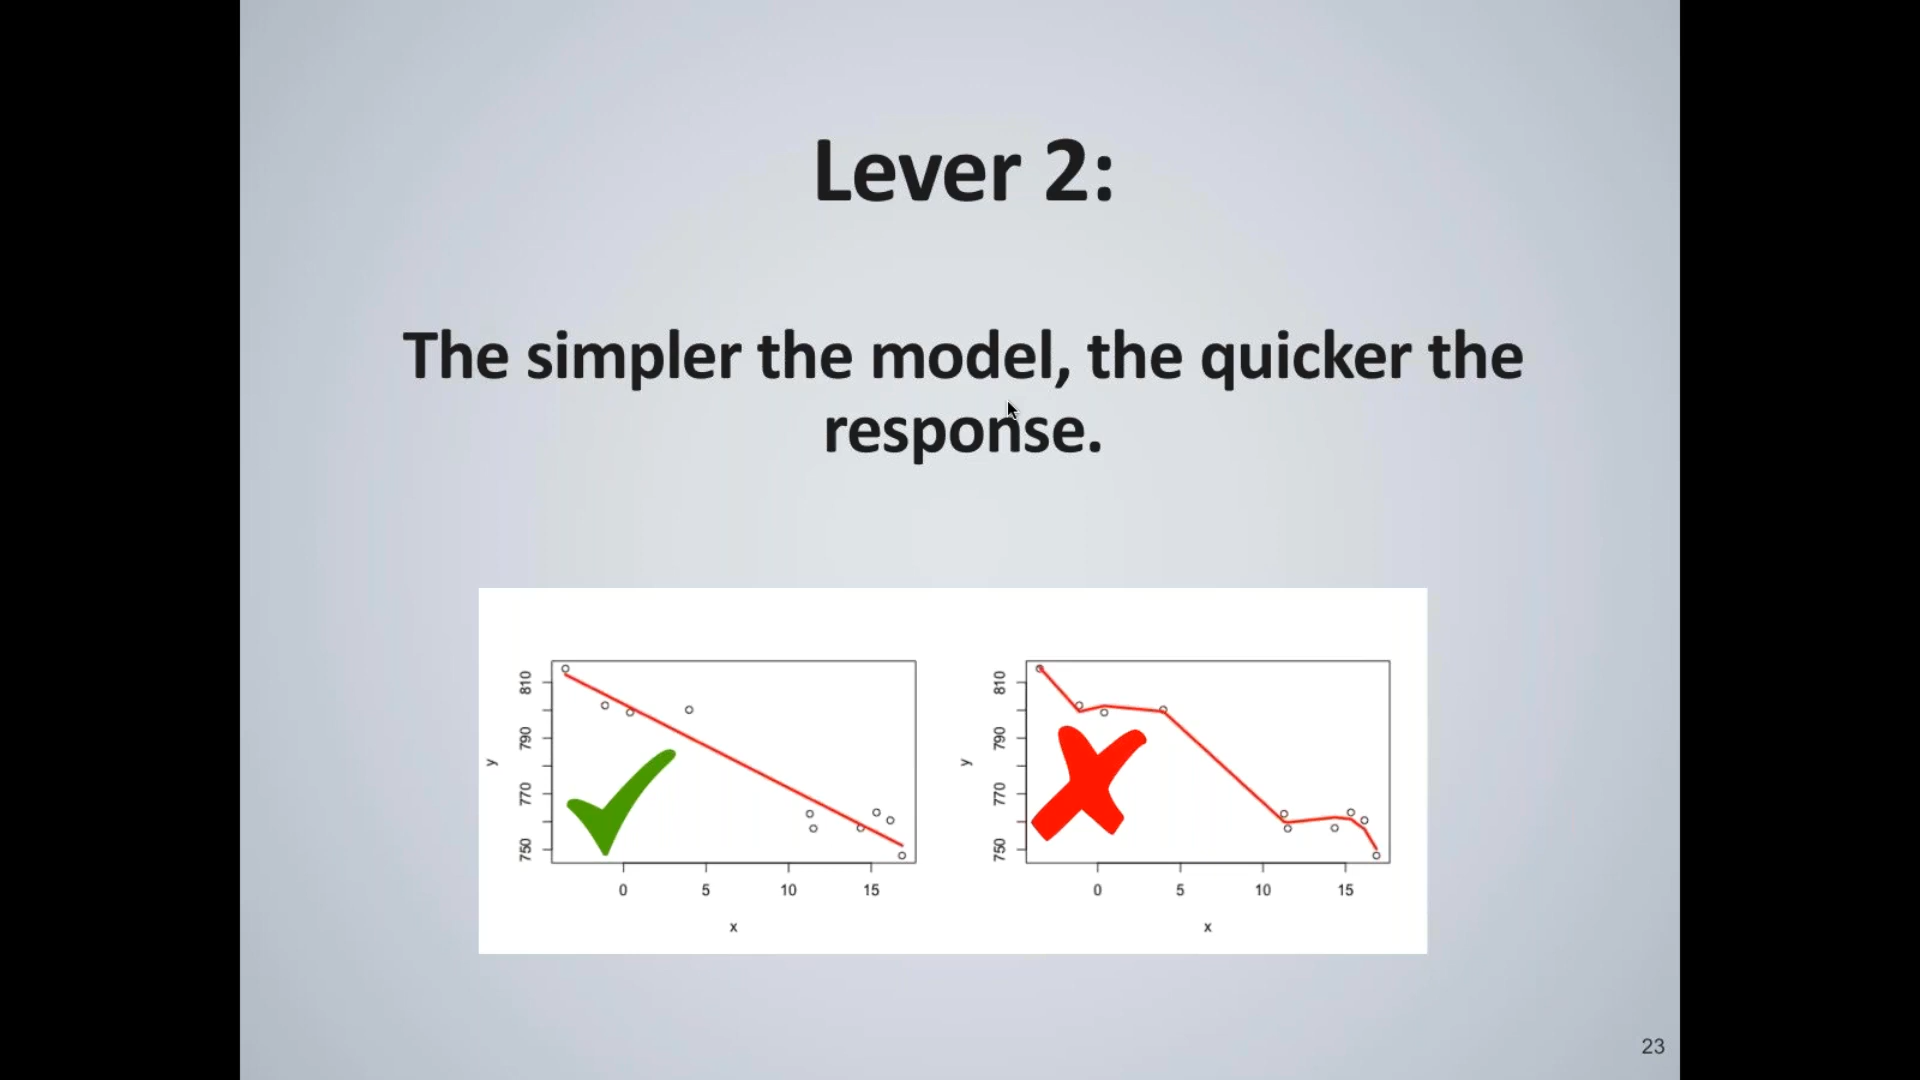 Lever 2:
The simpler the model, the quicker the
response.
810
790
770
750
y
0 5 10 15
x
810
790
770
750
y
0 5 10 15
x
23